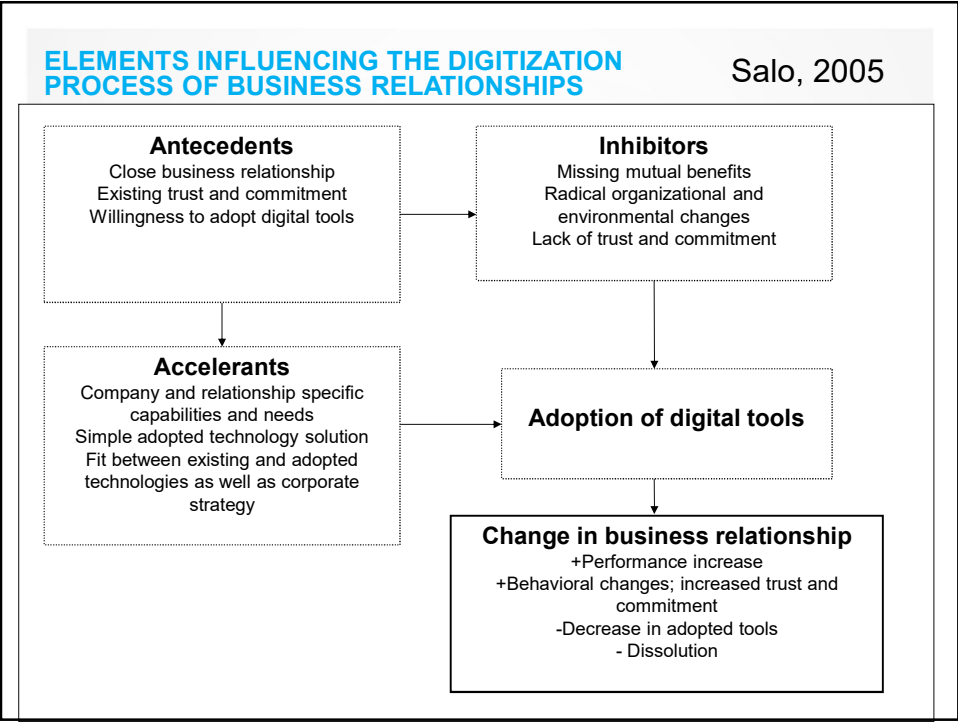 ELEMENTS INFLUENCING THE DIGITIZATION
PROCESS OF BUSINESS RELATIONSHIPS
Salo, 2005
Antecedents
Close business relationship
Existing trust and commitment
Willingness to adopt digital tools
Inhibitors
Missing mutual benefits
Radical organizational and
environmental changes
Lack of trust and commitment
Accelerants
Company and relationship specific
capabilities and needs
Simple adopted technology solution
Fit between existing and adopted
technologies as well as corporate
strategy
Adoption of digital tools
Change in business relationship
+Performance increase
+Behavioral changes; increased trust and
commitment
-Decrease in adopted tools
- Dissolution